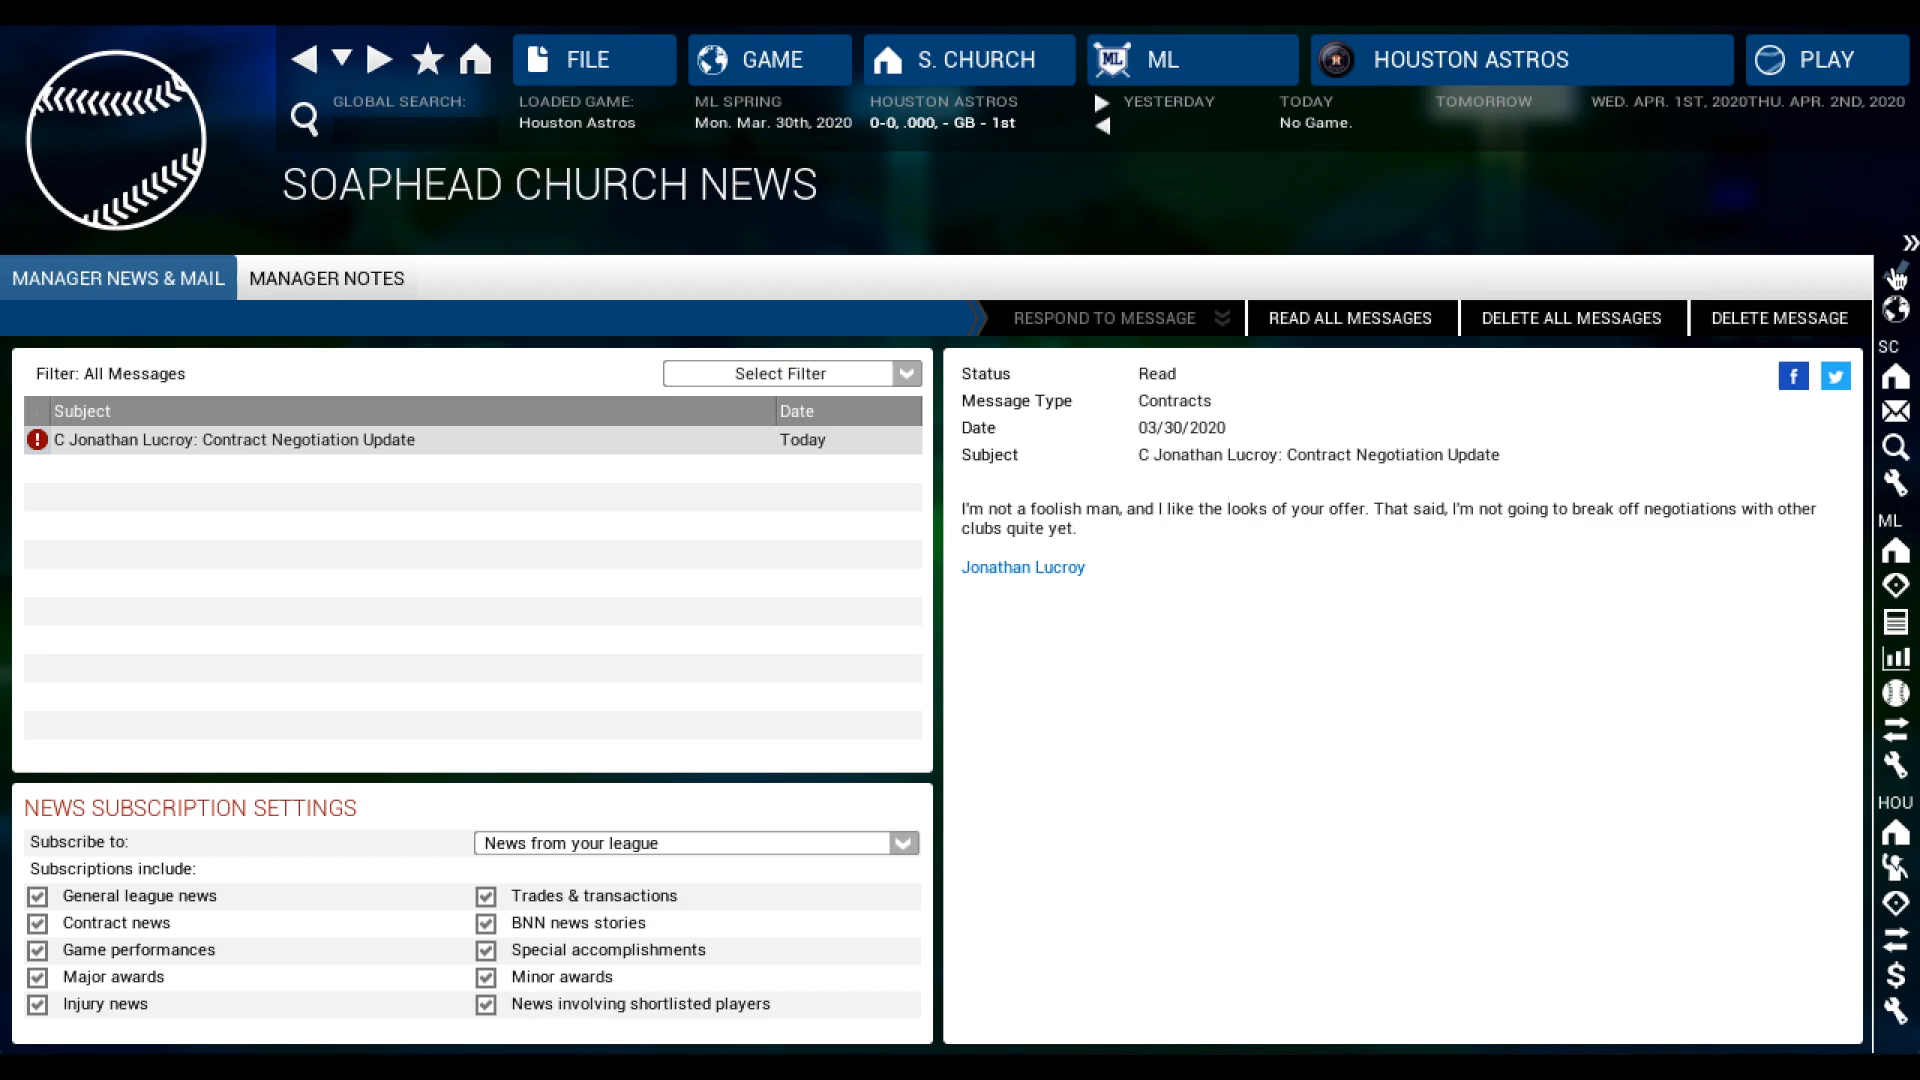 FILE
GAME
S. CHURCH
ML
HOUSTON ASTROS
PLAY
GLOBAL SEARCH:
LOADED GAME:
Houston Astros
ML SPRING
Mon. Mar. 30th, 2020
HOUSTON ASTROS
0-0, .000, - GB - 1st
YESTERDAY
TODAY
No Game.
TOMORROW
WED. APR. 1ST, 2020
THU. APR. 2ND, 2020
SOAPHEAD CHURCH NEWS
MANAGER NEWS & MAIL
MANAGER NOTES
RESPOND TO MESSAGE
READ ALL MESSAGES
DELETE ALL MESSAGES
DELETE MESSAGE
Filter: All Messages
Select Filter
Subject
Date
C Jonathan Lucroy: Contract Negotiation Update
Today
NEWS SUBSCRIPTION SETTINGS
Subscribe to:
News from your league
Subscriptions include:
General league news
Trades & transactions
Contract news
BNN news stories
Game performances
Special accomplishments
Major awards
Minor awards
Injury news
News involving shortlisted players
Status
Read
Message Type
Contracts
Date
03/30/2020
Subject
C Jonathan Lucroy: Contract Negotiation Update
I'm not a foolish man, and I like the looks of your offer. That said, I'm not going to break off negotiations with other
clubs quite yet.
Jonathan Lucroy
SC
ML
HOU